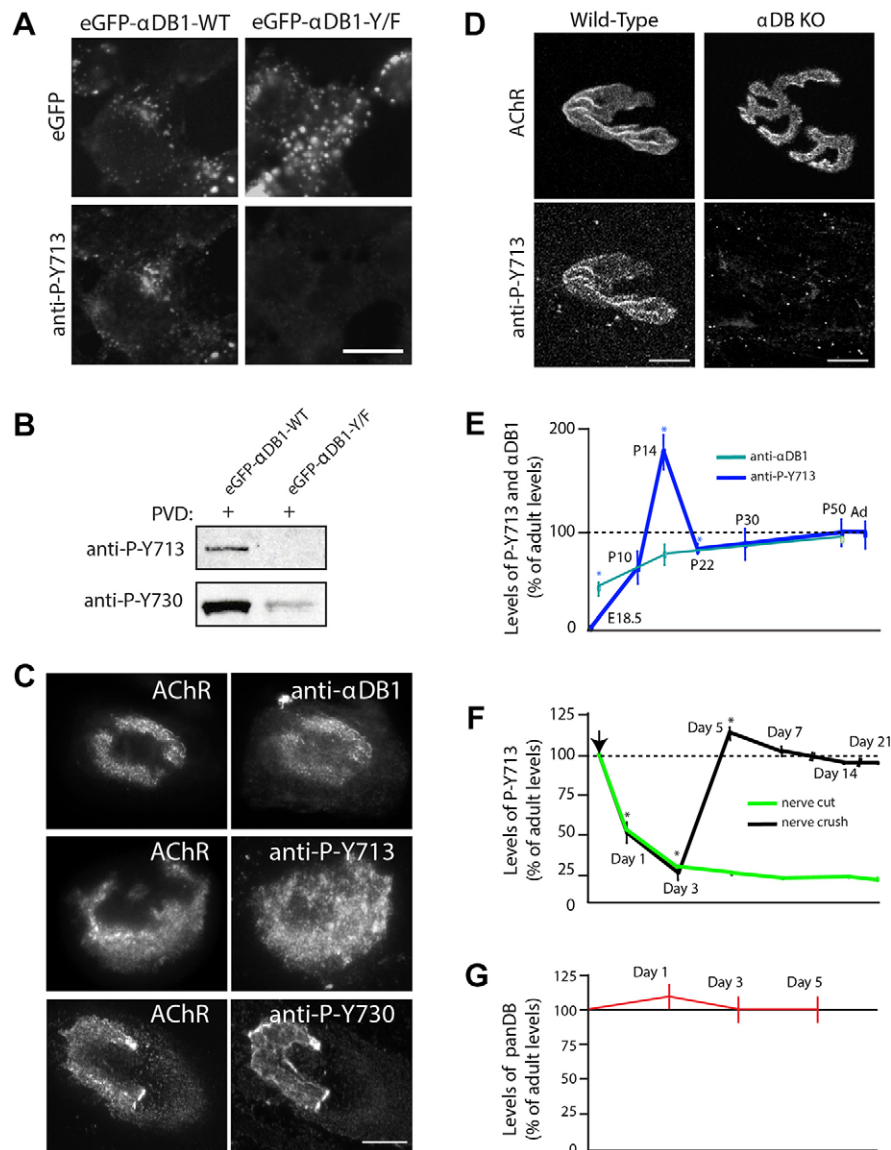 A
eGFP-αDB1-WT eGFP-αDB1-Y/F
eGFP
anti-P-Y713
B
eGFP-αDB1-WT
eGFP-αDB1-Y/F
PVD: + +
anti-P-Y713
anti-P-Y730
C
AChR anti-αDB1
AChR anti-P-Y713
AChR anti-P-Y730
D
Wild-Type αDB KO
AChR
anti-P-Y713
E
Levels of P-Y713 and αDB1
(% of adult levels)
200
100
0
*
P14
anti-αDB1
anti-P-Y713
P50 Ad
P30
*
P10
P22
*
E18.5
F
Levels of P-Y713
(% of adult levels)
125
100
75
50
25
0
*
Day 5
Day 7
Day 21
Day 14
nerve cut
nerve crush
*
Day 1
*
Day 3
G
Levels of panDB
(% of adult levels)
125
100
75
50
25
0
Day 1
Day 3
Day 5